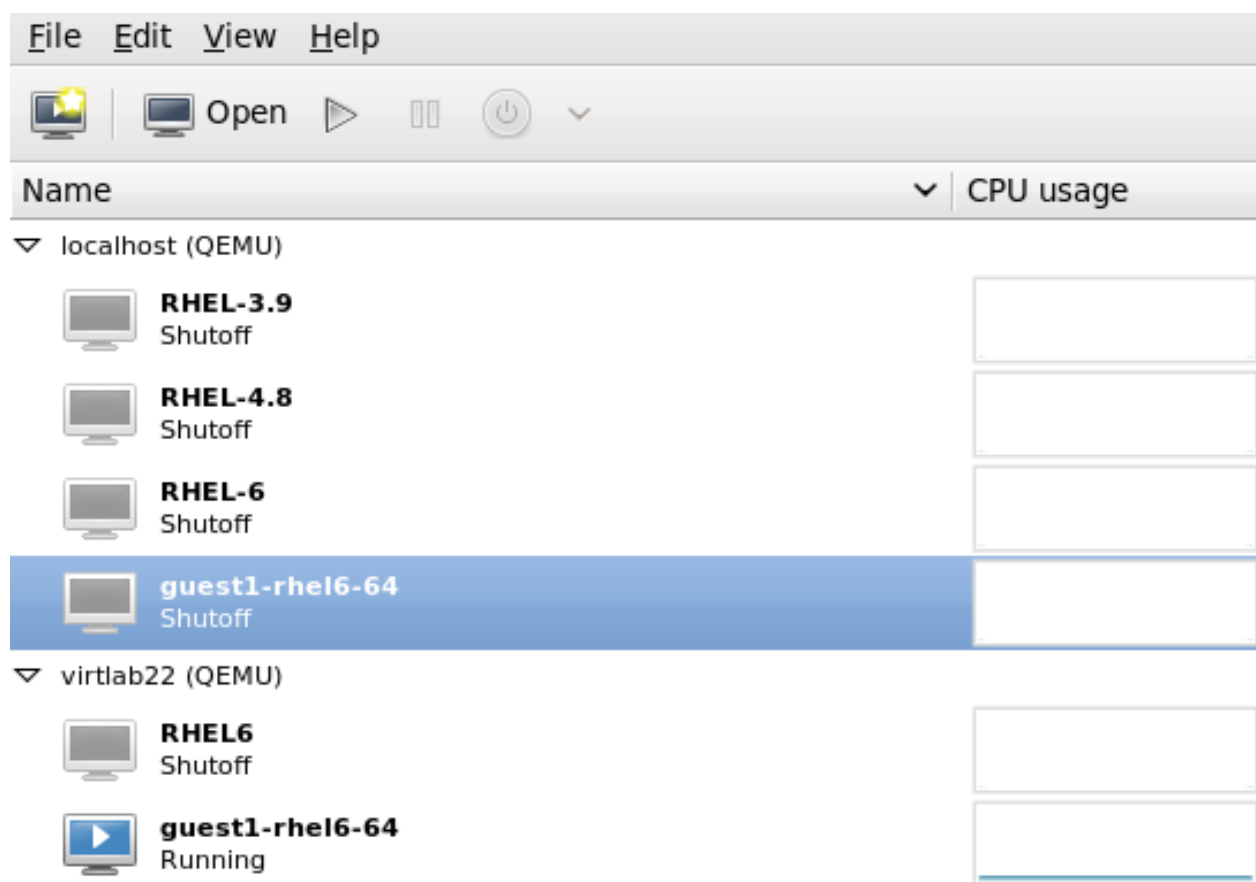 File Edit View Help
Open
Name CPU usage
localhost (QEMU)
RHEL-3.9
Shutoff
RHEL-4.8
Shutoff
RHEL-6
Shutoff
guest1-rhel6-64
Shutoff
virtlab22 (QEMU)
RHEL6
Shutoff
guest1-rhel6-64
Running